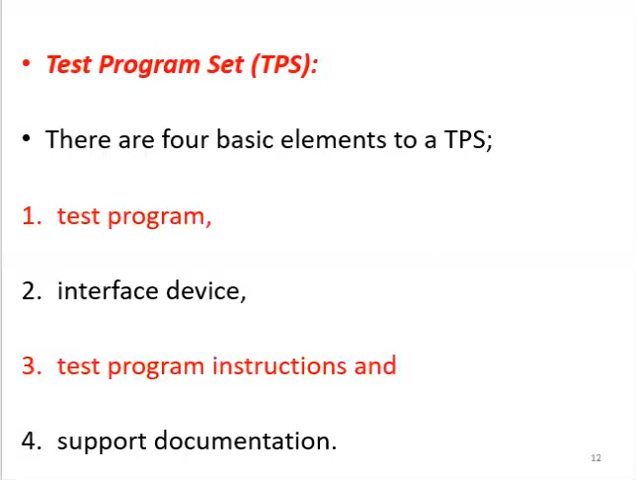 • Test Program Set (TPS):
• There are four basic elements to a TPS;
1. test program,
2. interface device,
3. test program instructions and
4. support documentation.
12